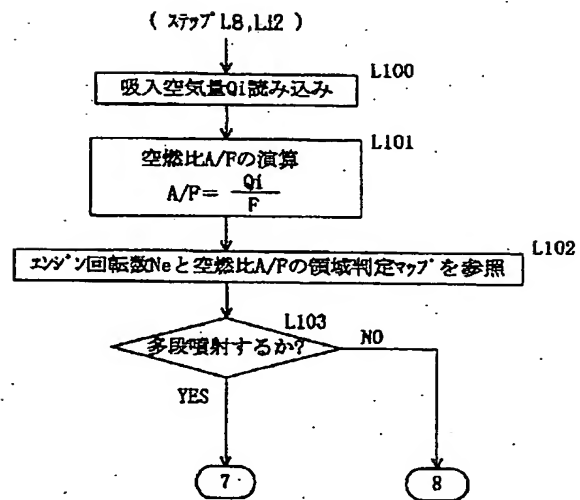 ( ステップL8,L12 )
L100
吸入空気量Qi読み込み
L101
空燃比A/Fの演算
A/F= Qi
F
L102
エンジン回転数Neと空燃比A/Fの領域判定マップを参照
L103
多段噴射するか?
NO
YES
7
8